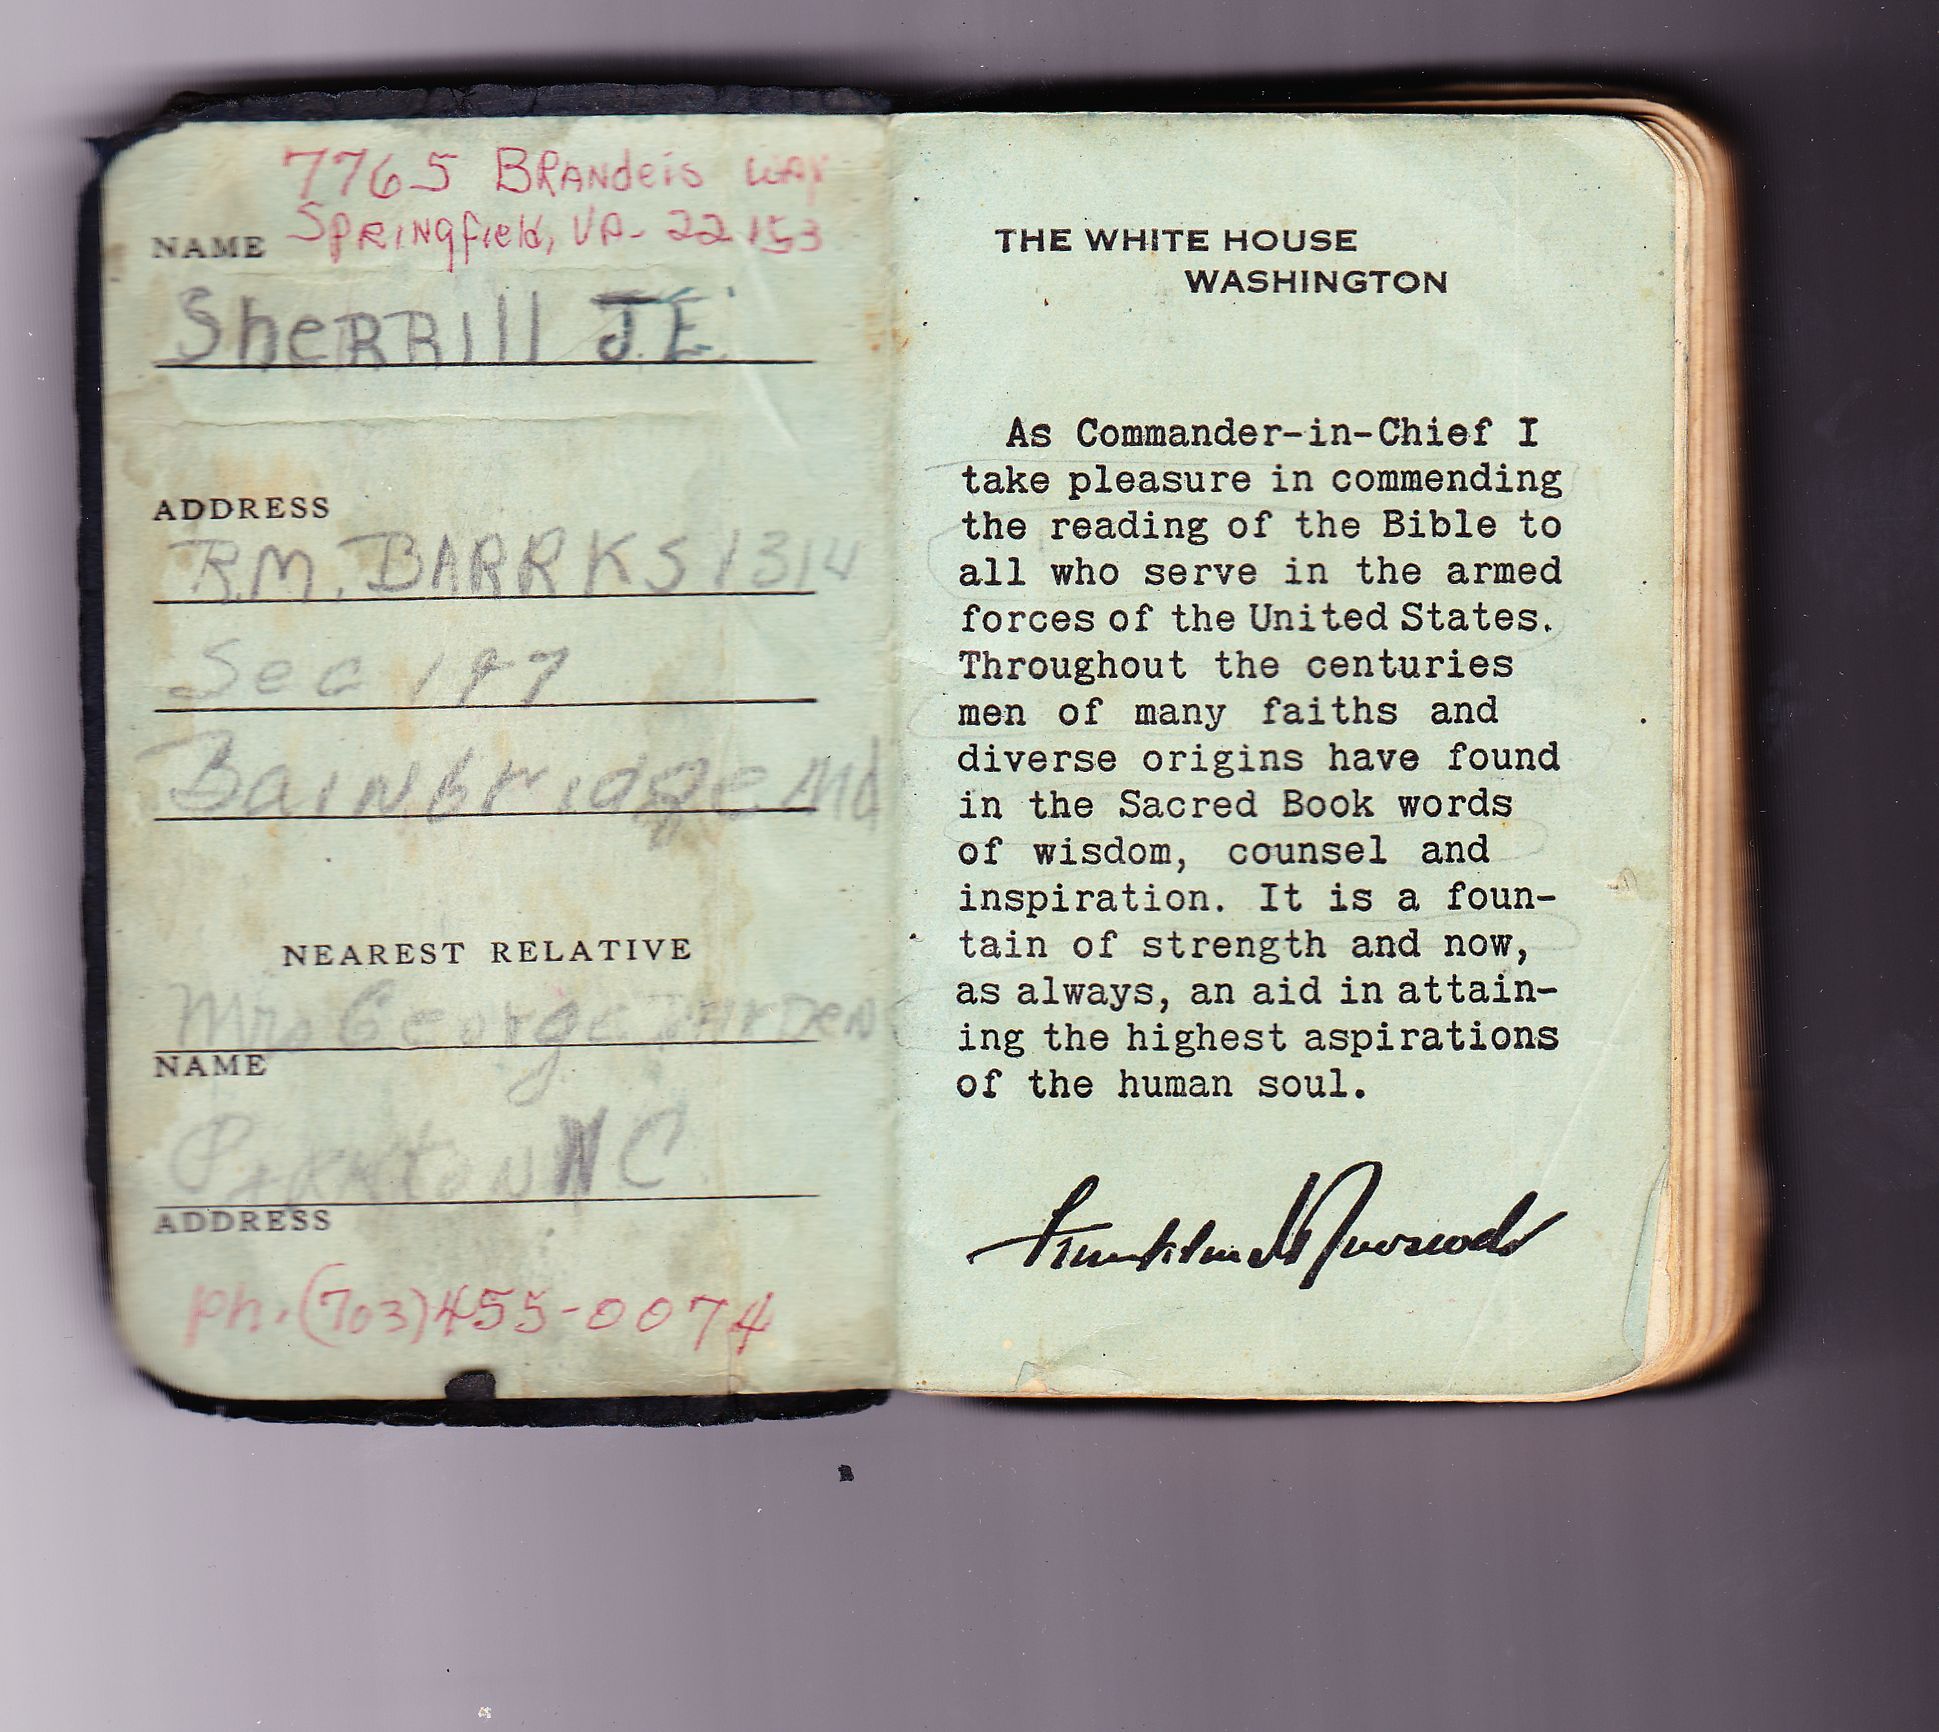 7765 BRANdeis WAY
NAME SPRINGfield, VA- 22153
SheRRill J.E.
ADDRESS
R.M. BARRKS 1314
Sec 197
Bainbridge Md
NEAREST RELATIVE
Mrs George
NAME
Parkton NC
ADDRESS
ph. (703) 455-0074
THE WHITE HOUSE
WASHINGTON
As Commander-in-Chief I
take pleasure in commending
the reading of the Bible to
all who serve in the armed
forces of the United States.
Throughout the centuries
men of many faiths and
diverse origins have found
in the Sacred Book words
of wisdom, counsel and
inspiration. It is a foun-
tain of strength and now,
as always, an aid in attain-
ing the highest aspirations
of the human soul.
Franklin D Roosevelt